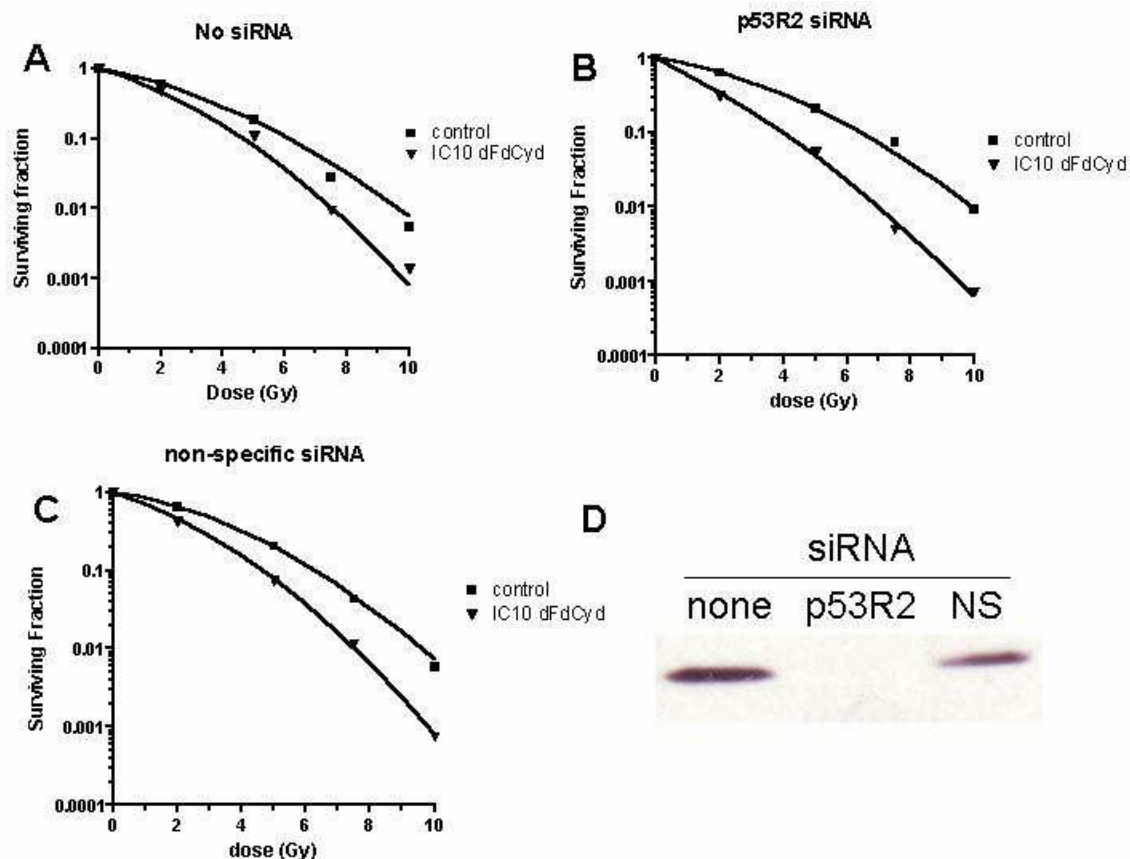 A
No siRNA
1
0.1
0.01
0.001
0.0001
Surviving fraction
0 2 4 6 8 10
Dose (Gy)
control
IC10 dFdCyd
B
p53R2 siRNA
1
0.1
0.01
0.001
0.0001
Surviving Fraction
0 2 4 6 8 10
dose (Gy)
control
IC10 dFdCyd
C
non-specific siRNA
1
0.1
0.01
0.001
0.0001
Surviving Fraction
0 2 4 6 8 10
dose (Gy)
control
IC10 dFdCyd
D
siRNA
none p53R2 NS